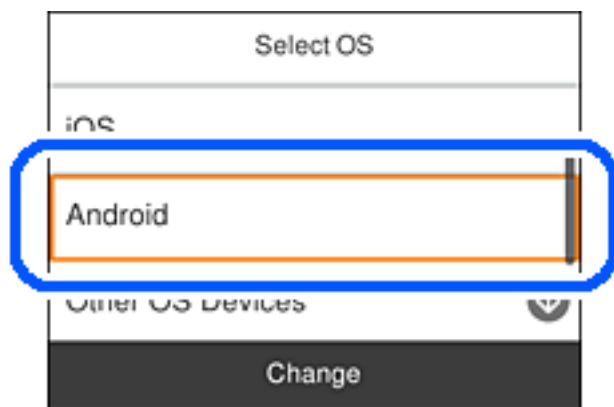 Select OS
iOS
Android
Other OS Devices
Change